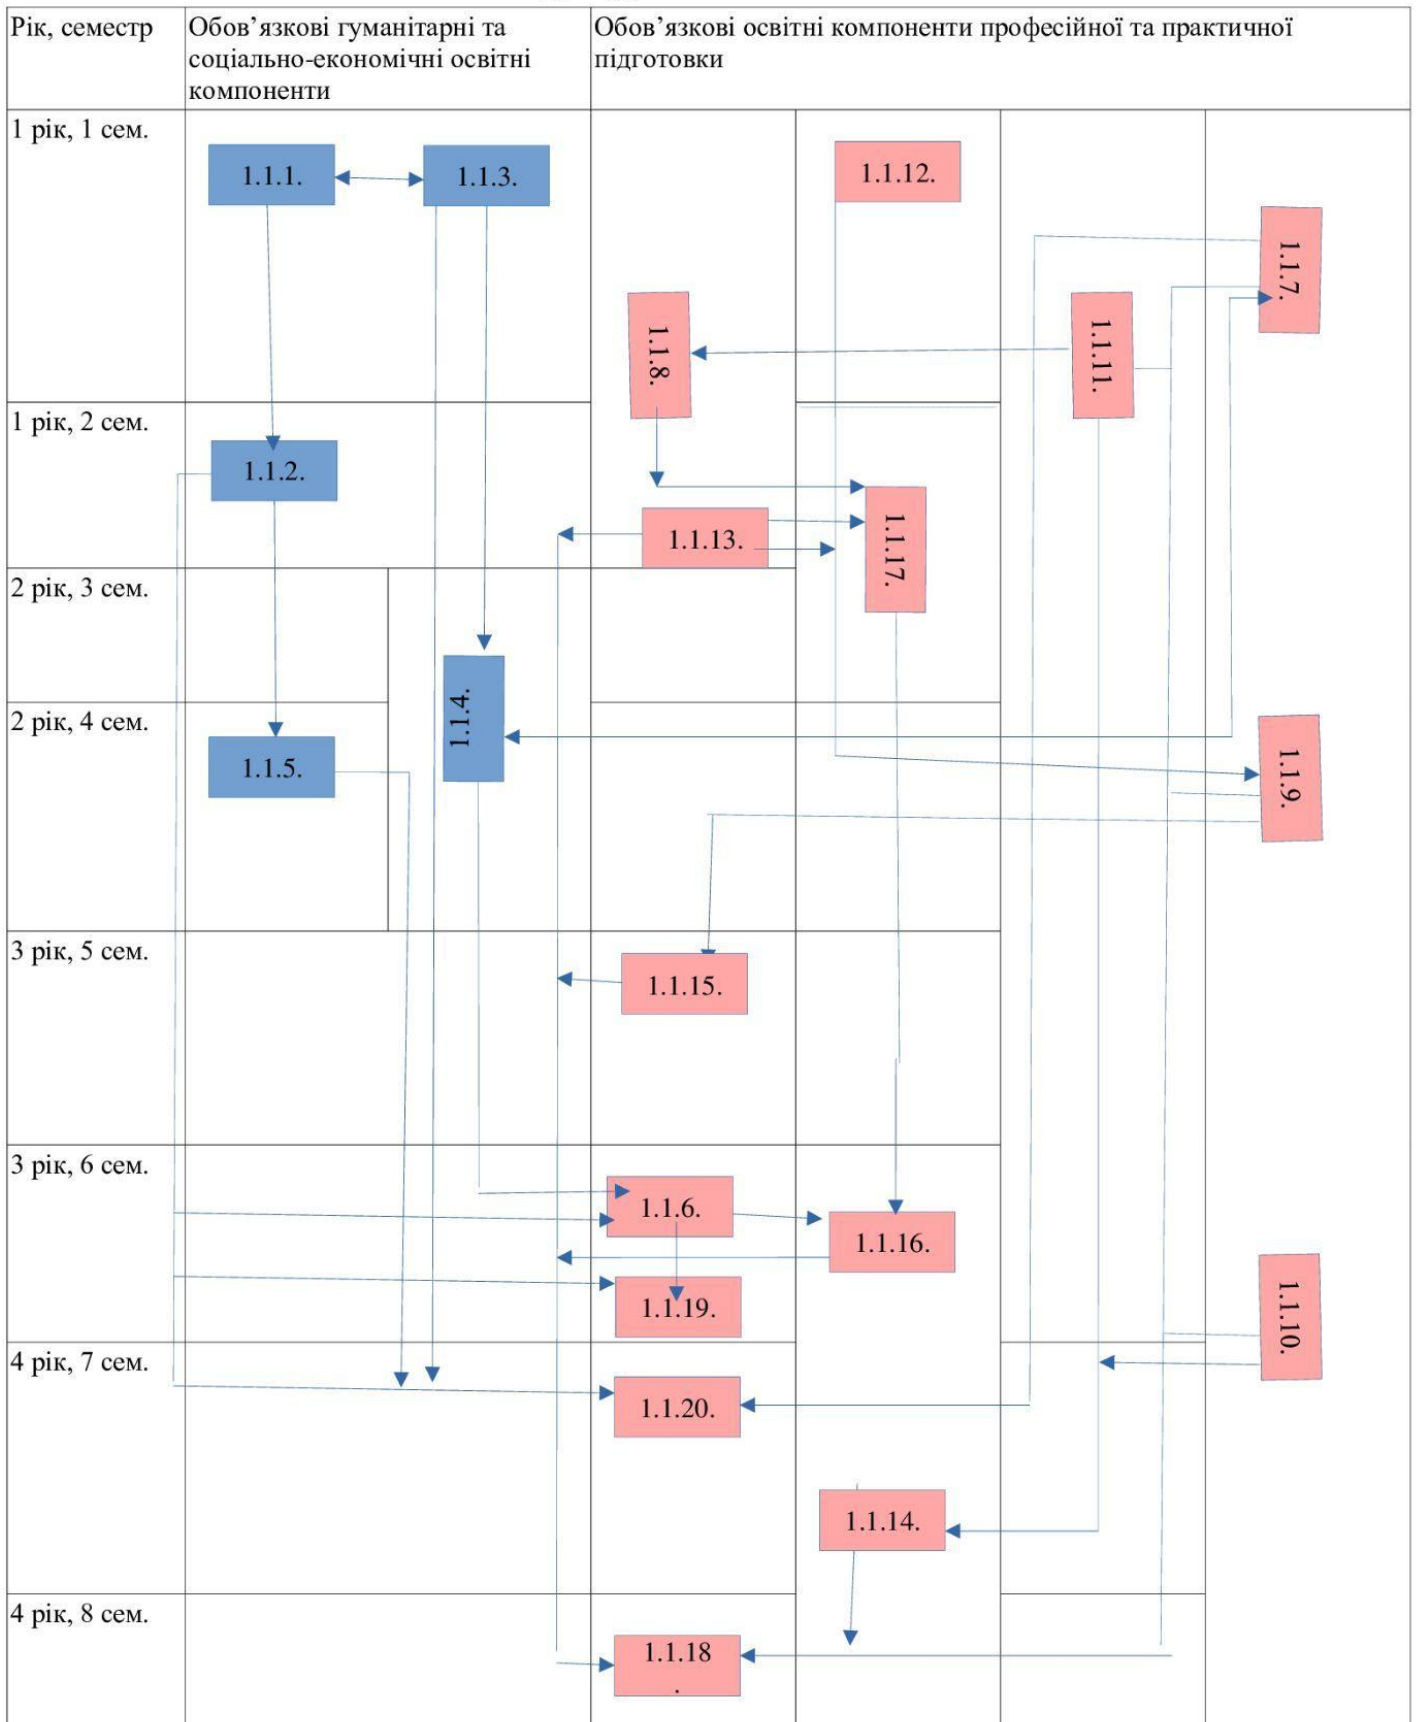 Рік, семестр
Обов’язкові гуманітарні та
соціально-економічні освітні
компоненти
Обов’язкові освітні компоненти професійної та практичної
підготовки
1 рік, 1 сем.
1.1.1.
1.1.3.
1.1.12.
1.1.7.
1.1.8.
1.1.11.
1 рік, 2 сем.
1.1.2.
1.1.13.
1.1.17.
2 рік, 3 сем.
1.1.4.
2 рік, 4 сем.
1.1.5.
1.1.9.
3 рік, 5 сем.
1.1.15.
3 рік, 6 сем.
1.1.6.
1.1.16.
1.1.19.
1.1.10.
4 рік, 7 сем.
1.1.20.
1.1.14.
4 рік, 8 сем.
1.1.18
.